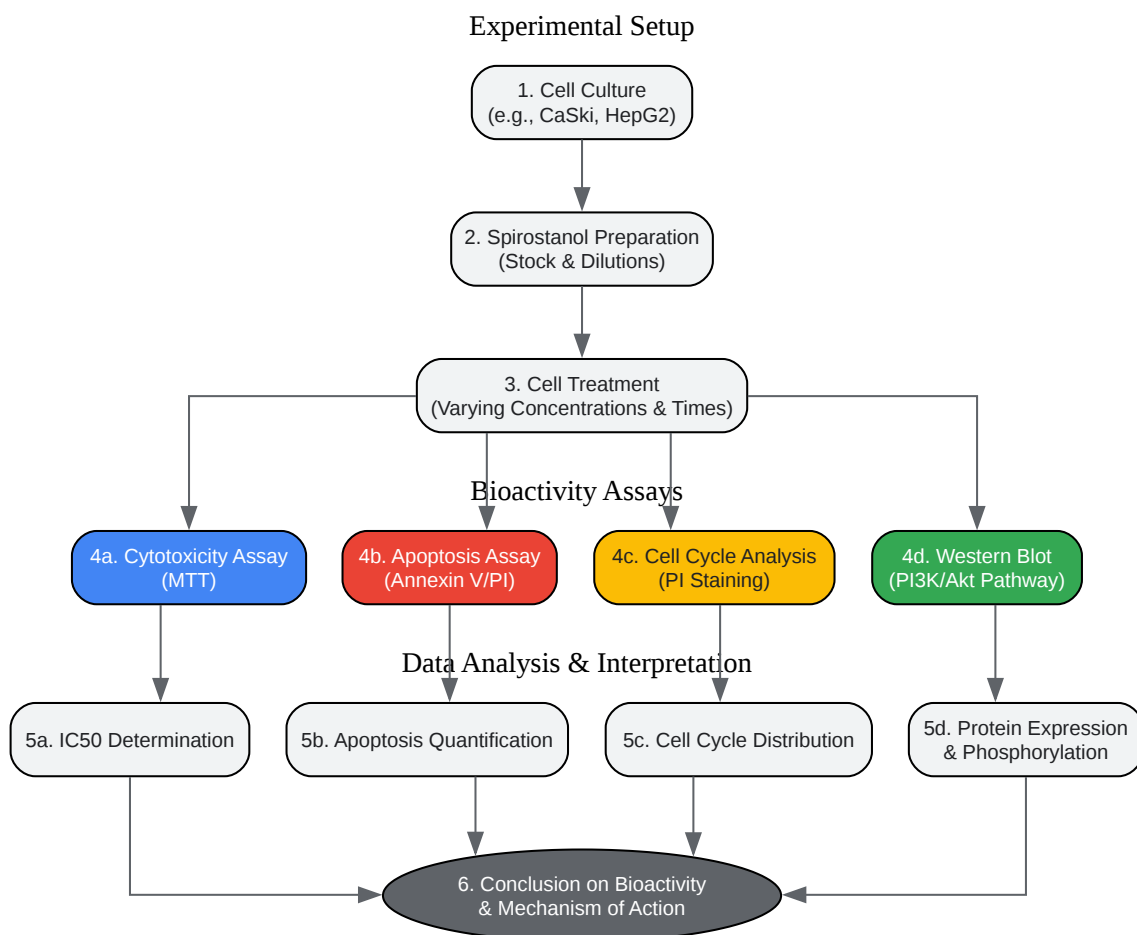 Experimental Setup
1. Cell Culture
(e.g., CaSki, HepG2)
2. Spirostanol Preparation
(Stock & Dilutions)
3. Cell Treatment
(Varying Concentrations & Times)
Bioactivity Assays
4a. Cytotoxicity Assay
(MTT)
4b. Apoptosis Assay
(Annexin V/PI)
4c. Cell Cycle Analysis
(PI Staining)
4d. Western Blot
(PI3K/Akt Pathway)
Data Analysis & Interpretation
5a. IC50 Determination
5b. Apoptosis Quantification
5c. Cell Cycle Distribution
5d. Protein Expression
& Phosphorylation
6. Conclusion on Bioactivity
& Mechanism of Action